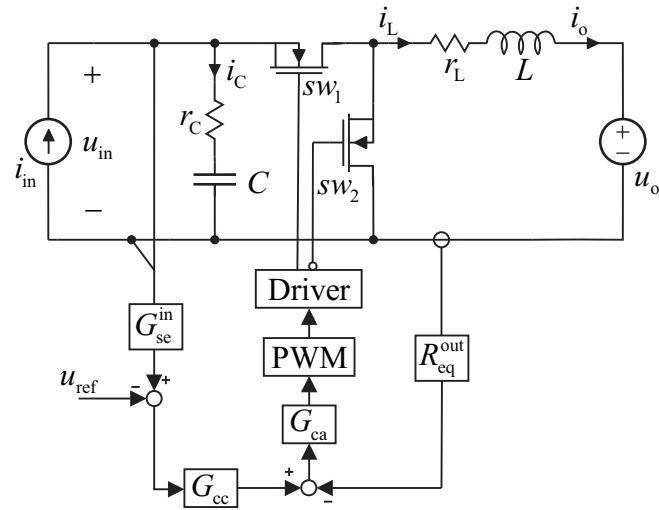 i_L
i_o
+
i_C
sw_1
r_L
L
r_C
u_in
i_in
+
−
u_o
C
sw_2
−
Driver
G_se^in
PWM
R_eq^out
− +
u_ref
G_ca
G_cc
+
−